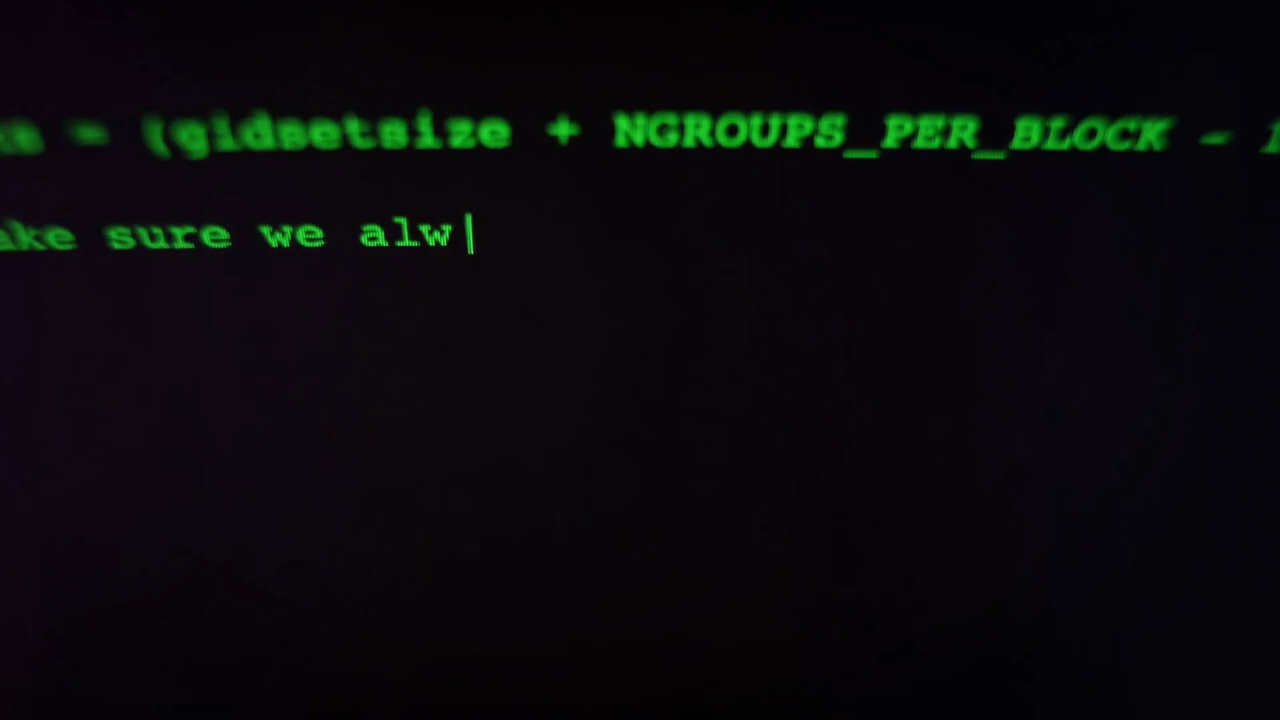 = (gidsetsize + NGROUPS_PER_BLOCK -
sure we alw